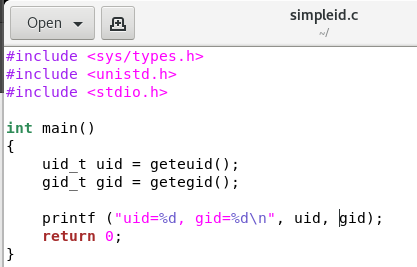 Open
simpleid.c
~/
#include <sys/types.h>
#include <unistd.h>
#include <stdio.h>

int main()
{
    uid_t uid = geteuid();
    gid_t gid = getegid();

    printf ("uid=%d, gid=%d\n", uid, gid);
    return 0;
}